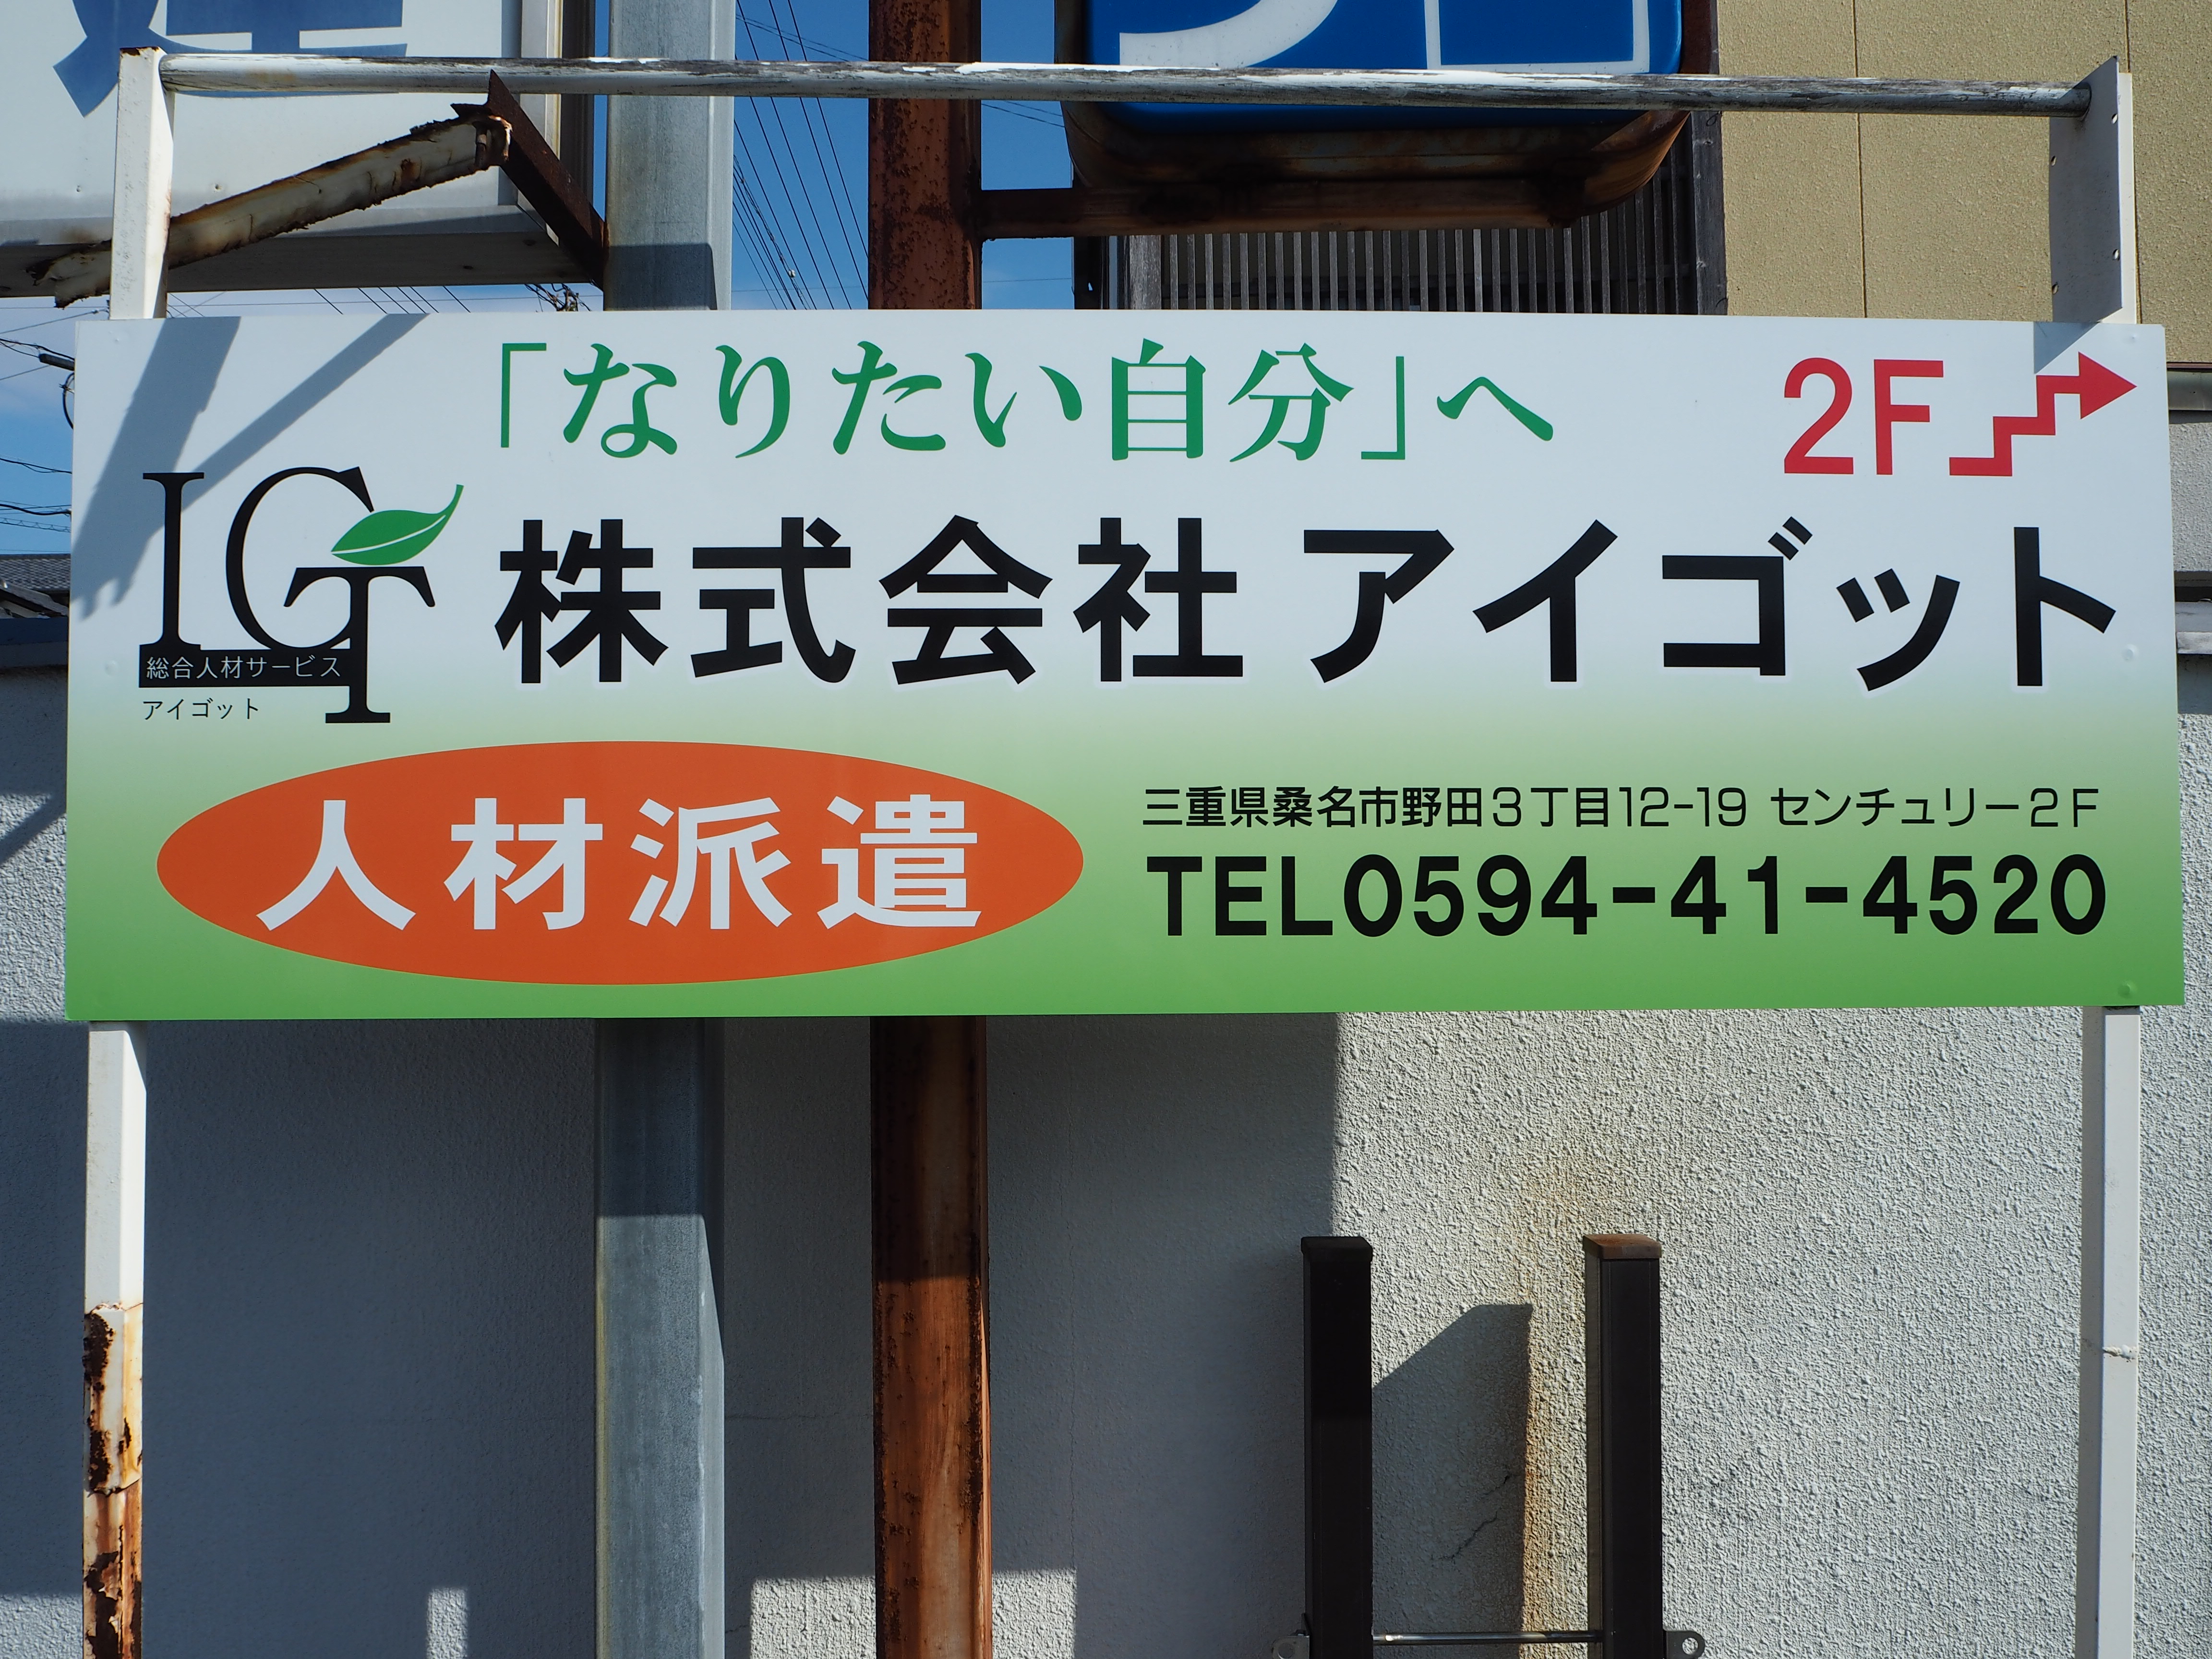 「なりたい自分」へ
2F
IGT
総合人材サービス
アイゴット
株式会社 アイゴット
人材派遣
三重県桑名市野田3丁目12-19 センチュリー2F
TEL0594-41-4520